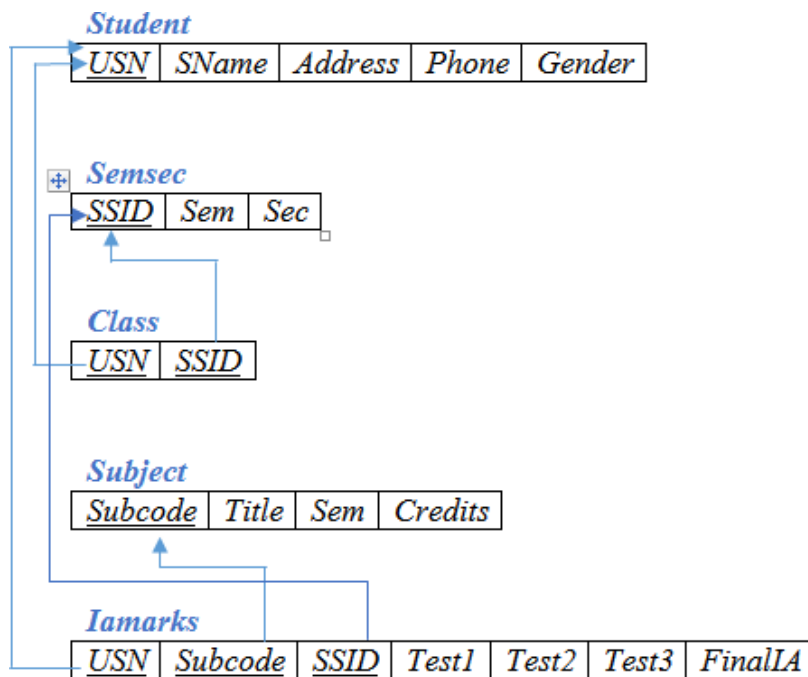 Student
USN SName Address Phone Gender
Semsec
SSID Sem Sec
Class
USN SSID
Subject
Subcode Title Sem Credits
Iamarks
USN Subcode SSID Test1 Test2 Test3 FinalIA